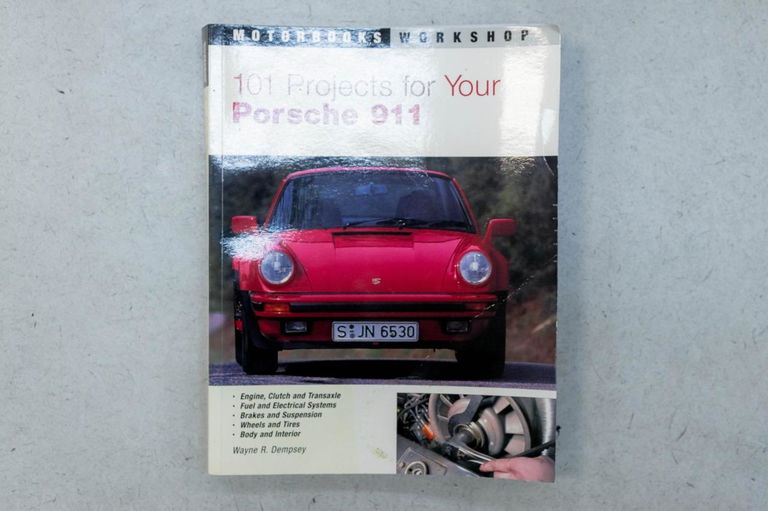 MOTORBOOKS WORKSHOP
101 Projects for Your
Porsche 911
S JN 6530
· Engine, Clutch and Transaxle
· Fuel and Electrical Systems
· Brakes and Suspension
· Wheels and Tires
· Body and Interior
Wayne R. Dempsey